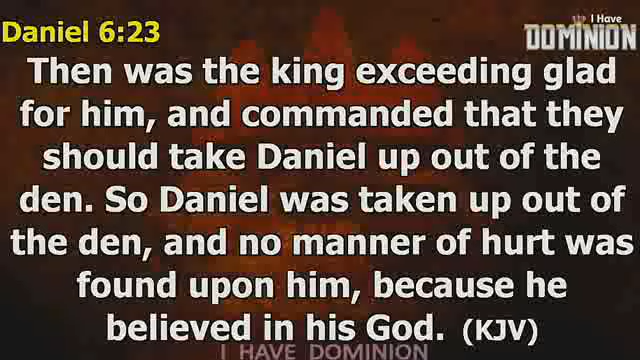 Daniel 6:23
I Have
DOMINION
Then was the king exceeding glad
for him, and commanded that they
should take Daniel up out of the
den. So Daniel was taken up out of
the den, and no manner of hurt was
found upon him, because he
believed in his God. (KJV)
I HAVE DOMINION